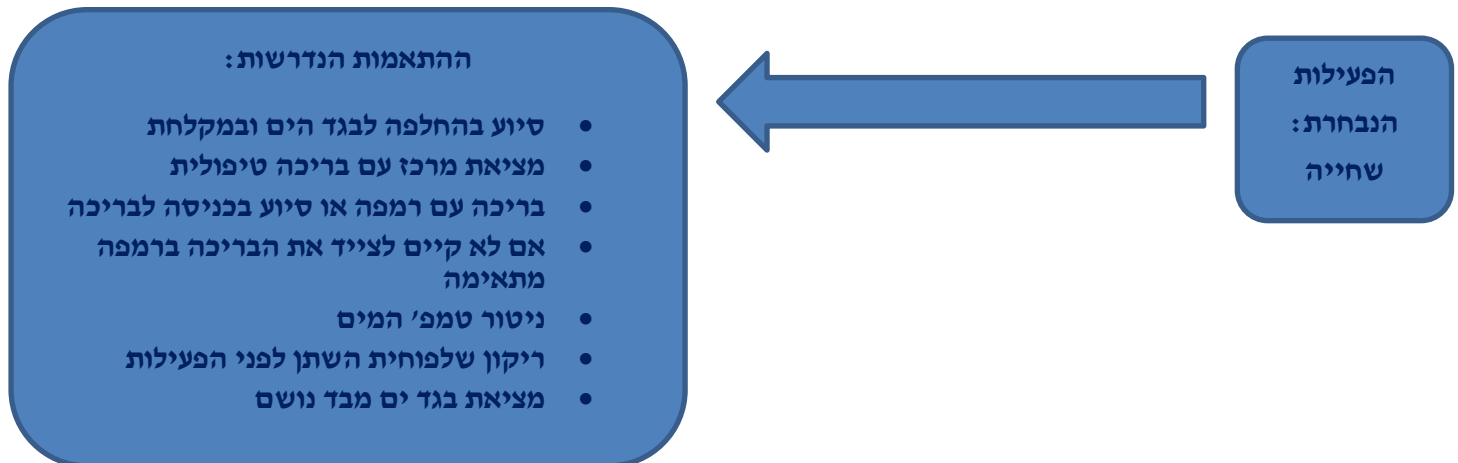 הפעילות
הנבחרת:
שחייה
ההתאמות הנדרשות:
• סיוע בהחלפה לבגד הים ובמקלחת
• מציאת מרכז עם בריכה טיפולית
• בריכה עם רמפה או סיוע בכניסה לבריכה
• אם לא קיים לצייד את הבריכה ברמפה
מתאימה
• ניטור טמפ' המים
• ריקון שלפוחית השתן לפני הפעילות
• מציאת בגד ים מבד נושם